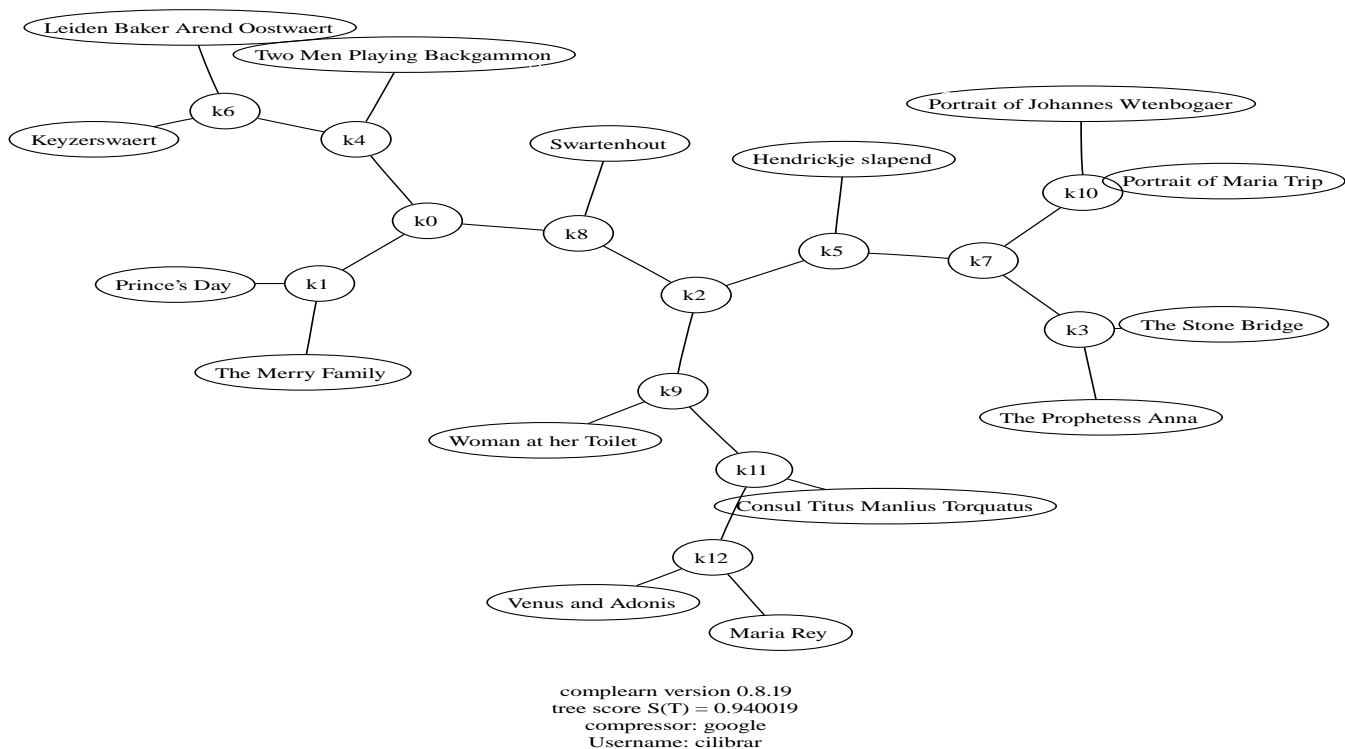 Leiden Baker Arend Oostwaert
Two Men Playing Backgammon
Portrait of Johannes Wtenbogaer
k6
Keyzerswaert
k4
Swartenhout
Hendrickje slapend
k10
Portrait of Maria Trip
k0
k8
k5
k7
Prince's Day
k1
k2
k3
The Stone Bridge
The Merry Family
k9
The Prophetess Anna
Woman at her Toilet
k11
Consul Titus Manlius Torquatus
k12
Venus and Adonis
Maria Rey
complearn version 0.8.19
tree score S(T) = 0.940019
compressor: google
Username: cilibrar